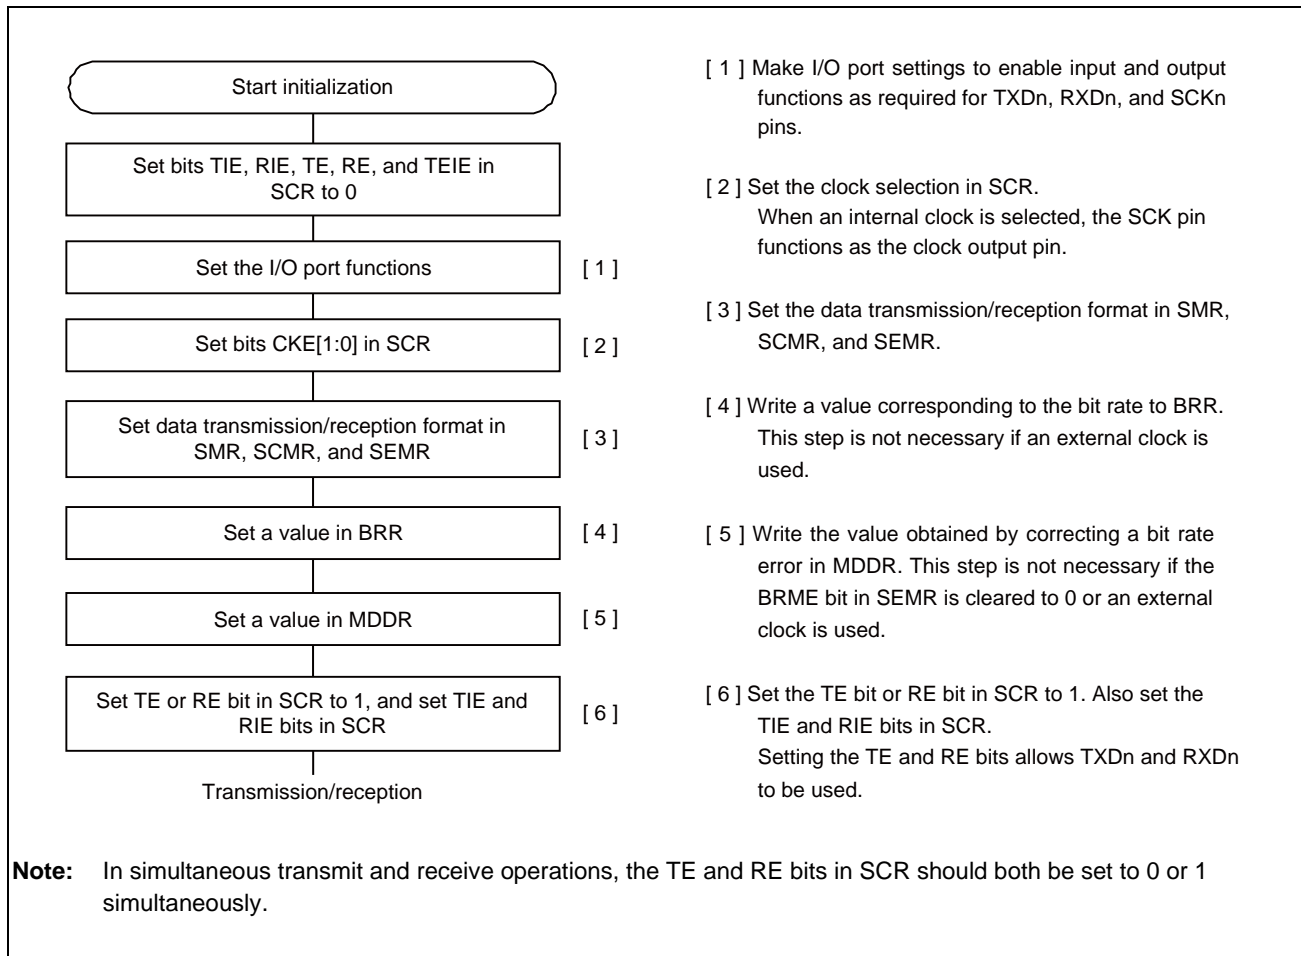 Start initialization
Set bits TIE, RIE, TE, RE, and TEIE in
SCR to 0
Set the I/O port functions
[ 1 ]
Set bits CKE[1:0] in SCR
[ 2 ]
Set data transmission/reception format in
SMR, SCMR, and SEMR
[ 3 ]
Set a value in BRR
[ 4 ]
Set a value in MDDR
[ 5 ]
Set TE or RE bit in SCR to 1, and set TIE and
RIE bits in SCR
[ 6 ]
Transmission/reception
[ 1 ] Make I/O port settings to enable input and output
functions as required for TXDn, RXDn, and SCKn
pins.
[ 2 ] Set the clock selection in SCR.
When an internal clock is selected, the SCK pin
functions as the clock output pin.
[ 3 ] Set the data transmission/reception format in SMR,
SCMR, and SEMR.
[ 4 ] Write a value corresponding to the bit rate to BRR.
This step is not necessary if an external clock is
used.
[ 5 ] Write the value obtained by correcting a bit rate
error in MDDR. This step is not necessary if the
BRME bit in SEMR is cleared to 0 or an external
clock is used.
[ 6 ] Set the TE bit or RE bit in SCR to 1. Also set the
TIE and RIE bits in SCR.
Setting the TE and RE bits allows TXDn and RXDn
to be used.
Note: In simultaneous transmit and receive operations, the TE and RE bits in SCR should both be set to 0 or 1
simultaneously.